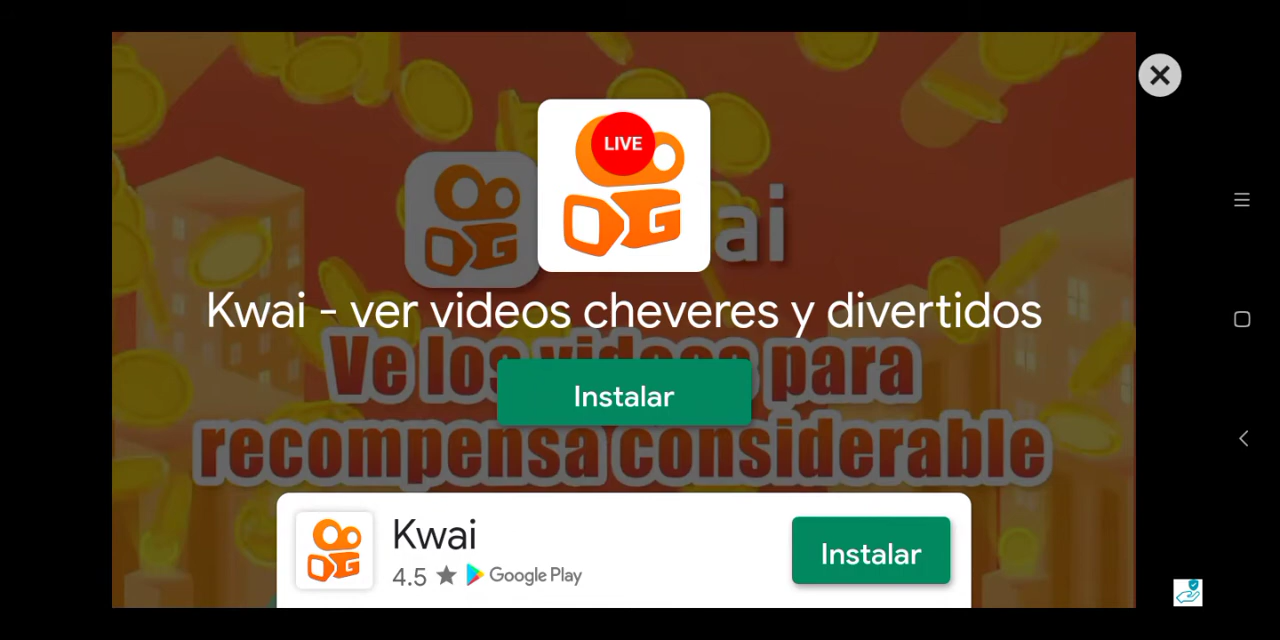 LIVE
ai
Kwai - ver videos cheveres y divertidos
Ve los videos para
Instalar
recompensa considerable
Kwai
4.5 ★ Google Play
Instalar